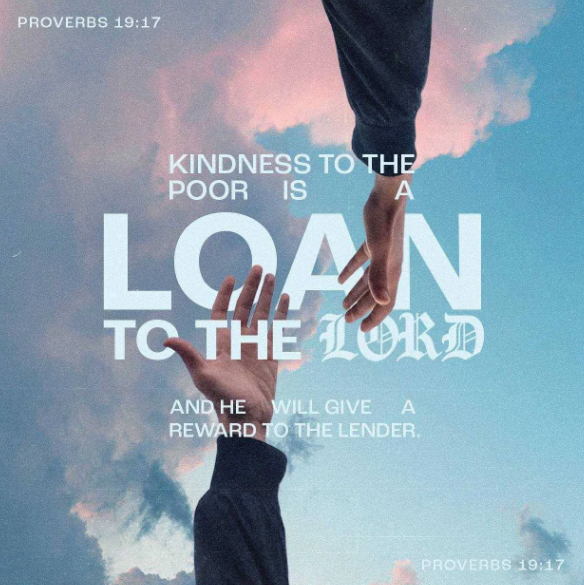 PROVERBS 19:17
KINDNESS TO THE
POOR IS A
LOAN
TO THE LORD
AND HE WILL GIVE A
REWARD TO THE LENDER.
PROVERBS 19:17